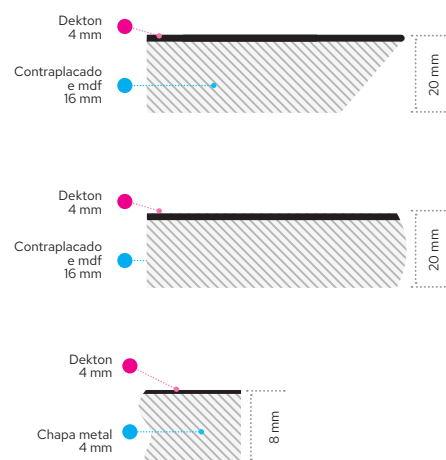 Dekton
4 mm
Contraplacado
e mdf
16 mm
20 mm
Dekton
4 mm
Contraplacado
e mdf
16 mm
20 mm
Dekton
4 mm
Chapa metal
4 mm
8 mm